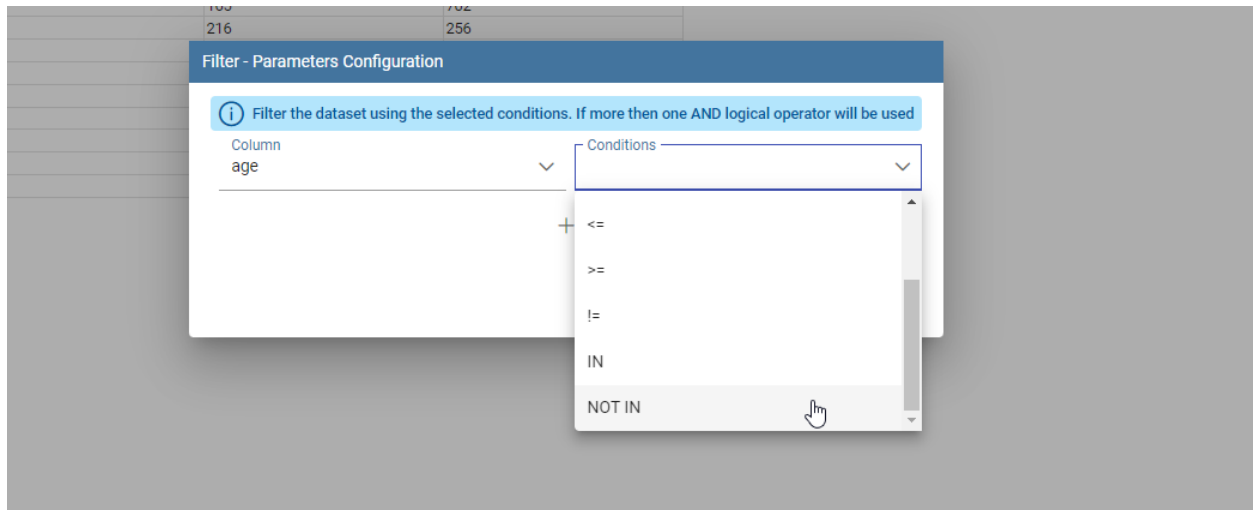 216 256
Filter - Parameters Configuration
Filter the dataset using the selected conditions. If more then one AND logical operator will be used
Column Conditions
age
<=
>=
!=
IN
NOT IN